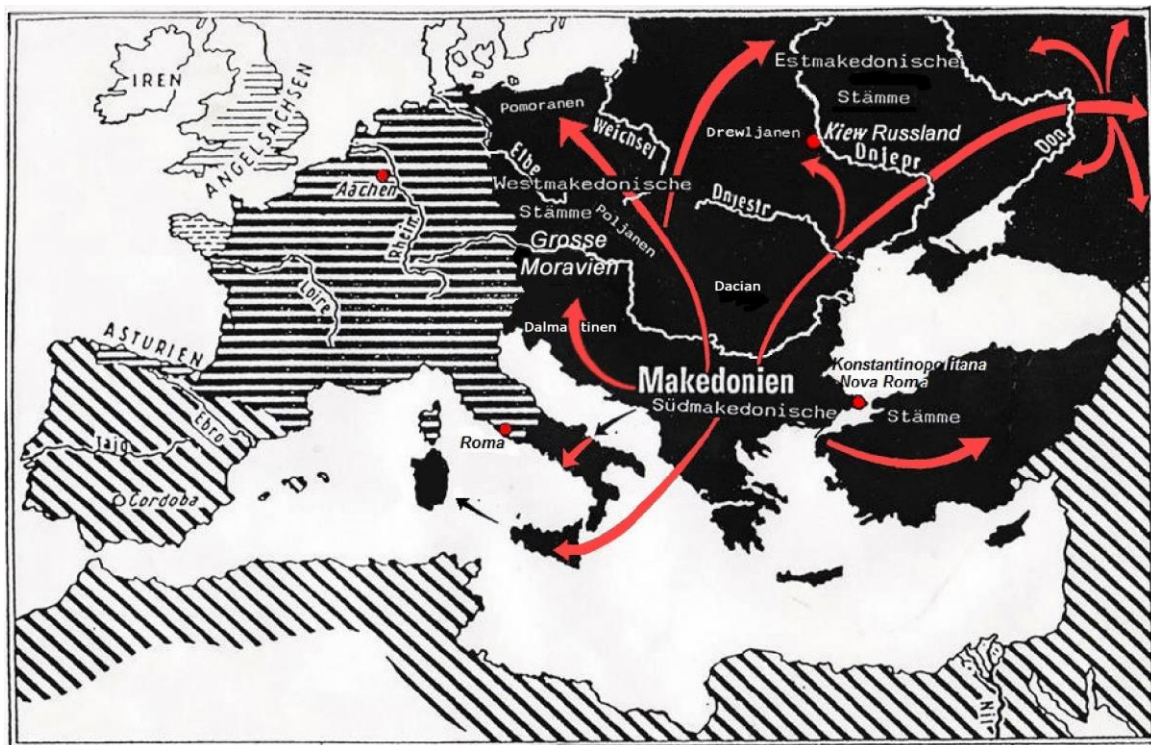 IREN
ANGELSACHSEN
Aachen
Rhein
Loire
ASTURIEN
Ebro
Tajo
Cordoba
Roma
Pomoranen
Weichsel
Elbe
Westmakedonische
Stämme
Poljanen
Grosse
Moravien
Estmakedonische
Stämme
Drewljanen
Kiew Russland
Dnjepr
Don
Dnjestr
Dacian
Dalmatinen
Makedonien
Südmakedonische
Stämme
Konstantinopolitana
Nova Roma
Nil